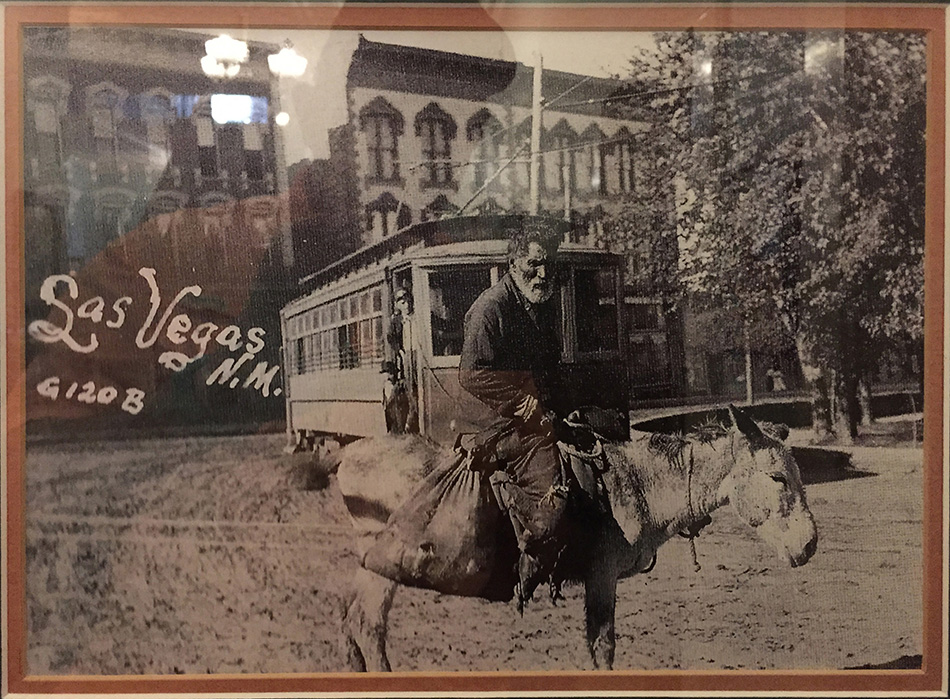 Las Vegas
N.M.
G120B